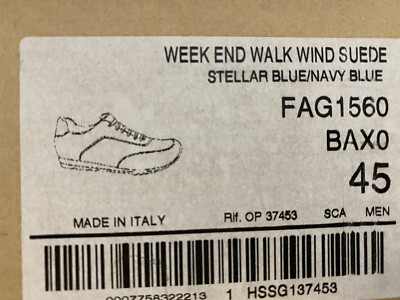 WEEK END WALK WIND SUEDE
STELLAR BLUE/NAVY BLUE
FAG1560
BAX0
45
MADE IN ITALY Rif. OP 37453 SCA MEN
0007758322213 1 HSSG137453